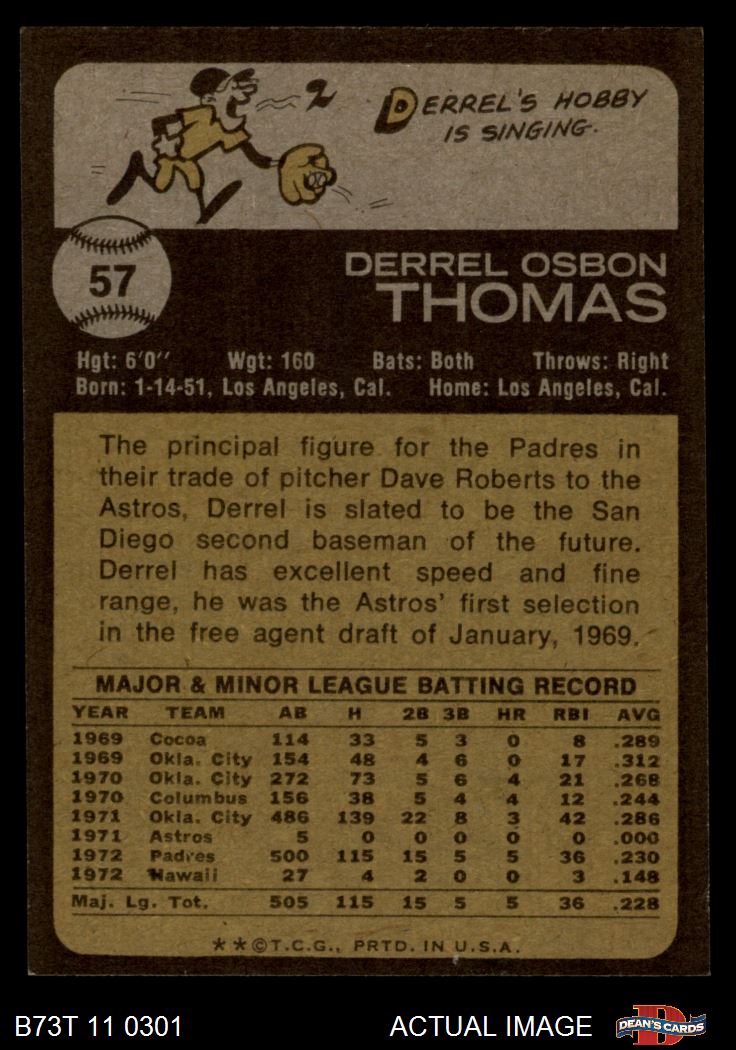 DERREL'S HOBBY
IS SINGING.
57
DERREL OSBON
THOMAS
Hgt: 6'0" Wgt: 160 Bats: Both Throws: Right
Born: 1-14-51, Los Angeles, Cal. Home: Los Angeles, Cal.
The principal figure for the Padres in
their trade of pitcher Dave Roberts to the
Astros, Derrel is slated to be the San
Diego second baseman of the future.
Derrel has excellent speed and fine
range, he was the Astros' first selection
in the free agent draft of January, 1969.
MAJOR & MINOR LEAGUE BATTING RECORD
YEAR TEAM AB H 2B 3B HR RBI AVG
1969 Cocoa 114 33 5 3 0 8 .289
1969 Okla. City 154 48 4 6 0 17 .312
1970 Okla. City 272 73 5 6 4 21 .268
1970 Columbus 156 38 5 4 4 12 .244
1971 Okla. City 486 139 22 8 3 42 .286
1971 Astros 5 0 0 0 0 0 .000
1972 Padres 500 115 15 5 5 36 .230
1972 Hawaii 27 4 2 0 0 3 .148
Maj. Lg. Tot. 505 115 15 5 5 36 .228
**©T.C.G., PRTD. IN U.S.A.
B73T 11 0301 ACTUAL IMAGE D DEAN'S CARDS